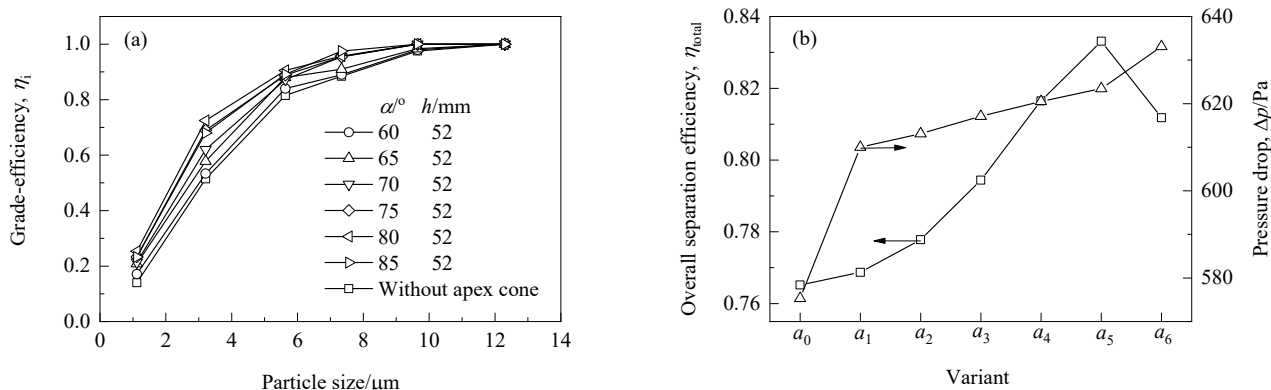 (a)
Grade-efficiency, ηi
1.0
0.8
0.6
0.4
0.2
0.0
α/° h/mm
60 52
65 52
70 52
75 52
80 52
85 52
Without apex cone
0 2 4 6 8 10 12 14
Particle size/μm
(b)
Overall separation efficiency, ηtotal
0.84
0.82
0.80
0.78
0.76
640
620
600
580
Pressure drop, Δp/Pa
a0 a1 a2 a3 a4 a5 a6
Variant